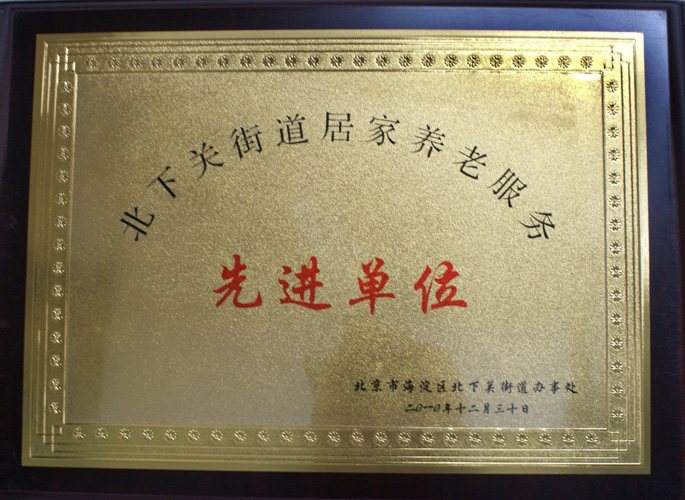 北下关街道居家养老服务
先进单位
北京市海淀区北下关街道办事处
二〇一〇年十二月三十日